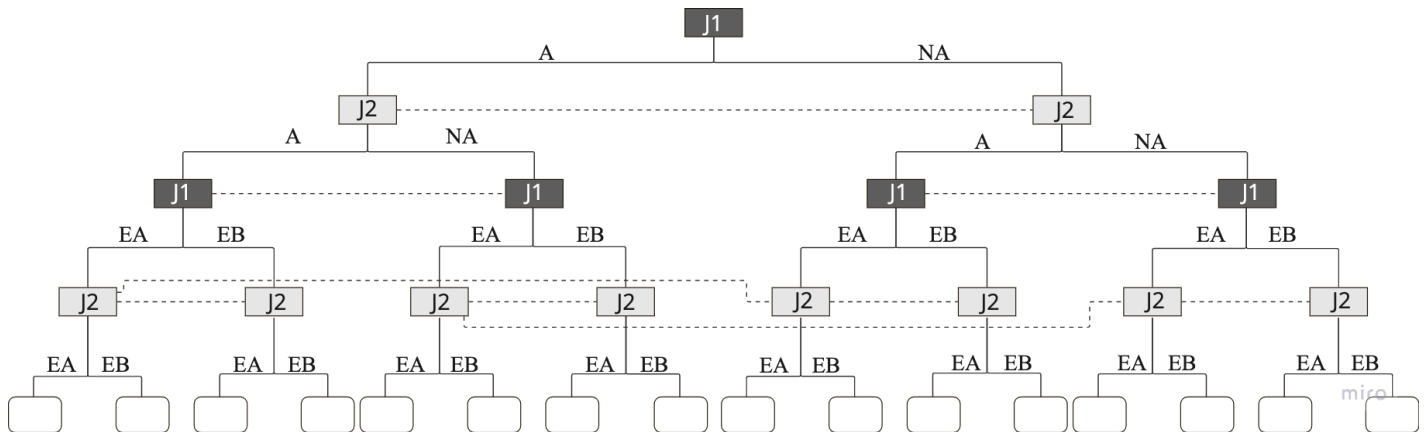 J1
A NA
J2 J2
A NA A NA
J1 J1 J1 J1
EA EB EA EB EA EB EA EB
J2 J2 J2 J2 J2 J2 J2 J2
EA EB EA EB EA EB EA EB EA EB EA EB EA EB EA EB
miro